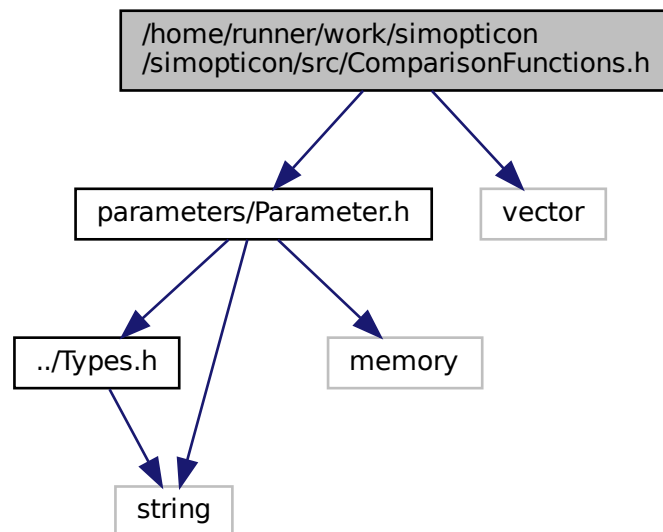 /home/runner/work/simopticon
/simopticon/src/ComparisonFunctions.h
parameters/Parameter.h
vector
../Types.h
memory
string